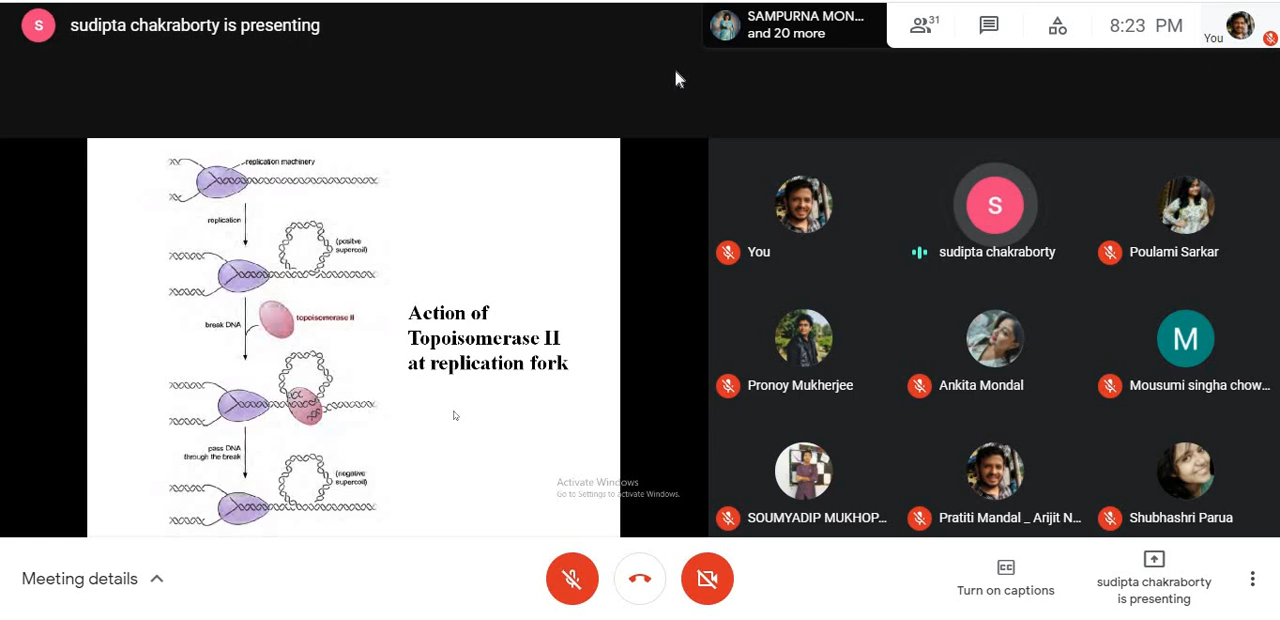 S
sudipta chakraborty is presenting
SAMPURNA MON...
and 20 more
31
8:23 PM
You
replication machinery
replication
(positive
supercoil)
break DNA
topoisomerase II
pass DNA
through the break
(negative
supercoil)
Action of
Topoisomerase II
at replication fork
Activate Windows
Go to Settings to activate Windows.
You
S
sudipta chakraborty
Poulami Sarkar
Pronoy Mukherjee
Ankita Mondal
M
Mousumi singha chow...
SOUMYADIP MUKHOP...
Pratiti Mandal _ Arijit N...
Shubhashri Parua
Meeting details
CC
Turn on captions
sudipta chakraborty
is presenting